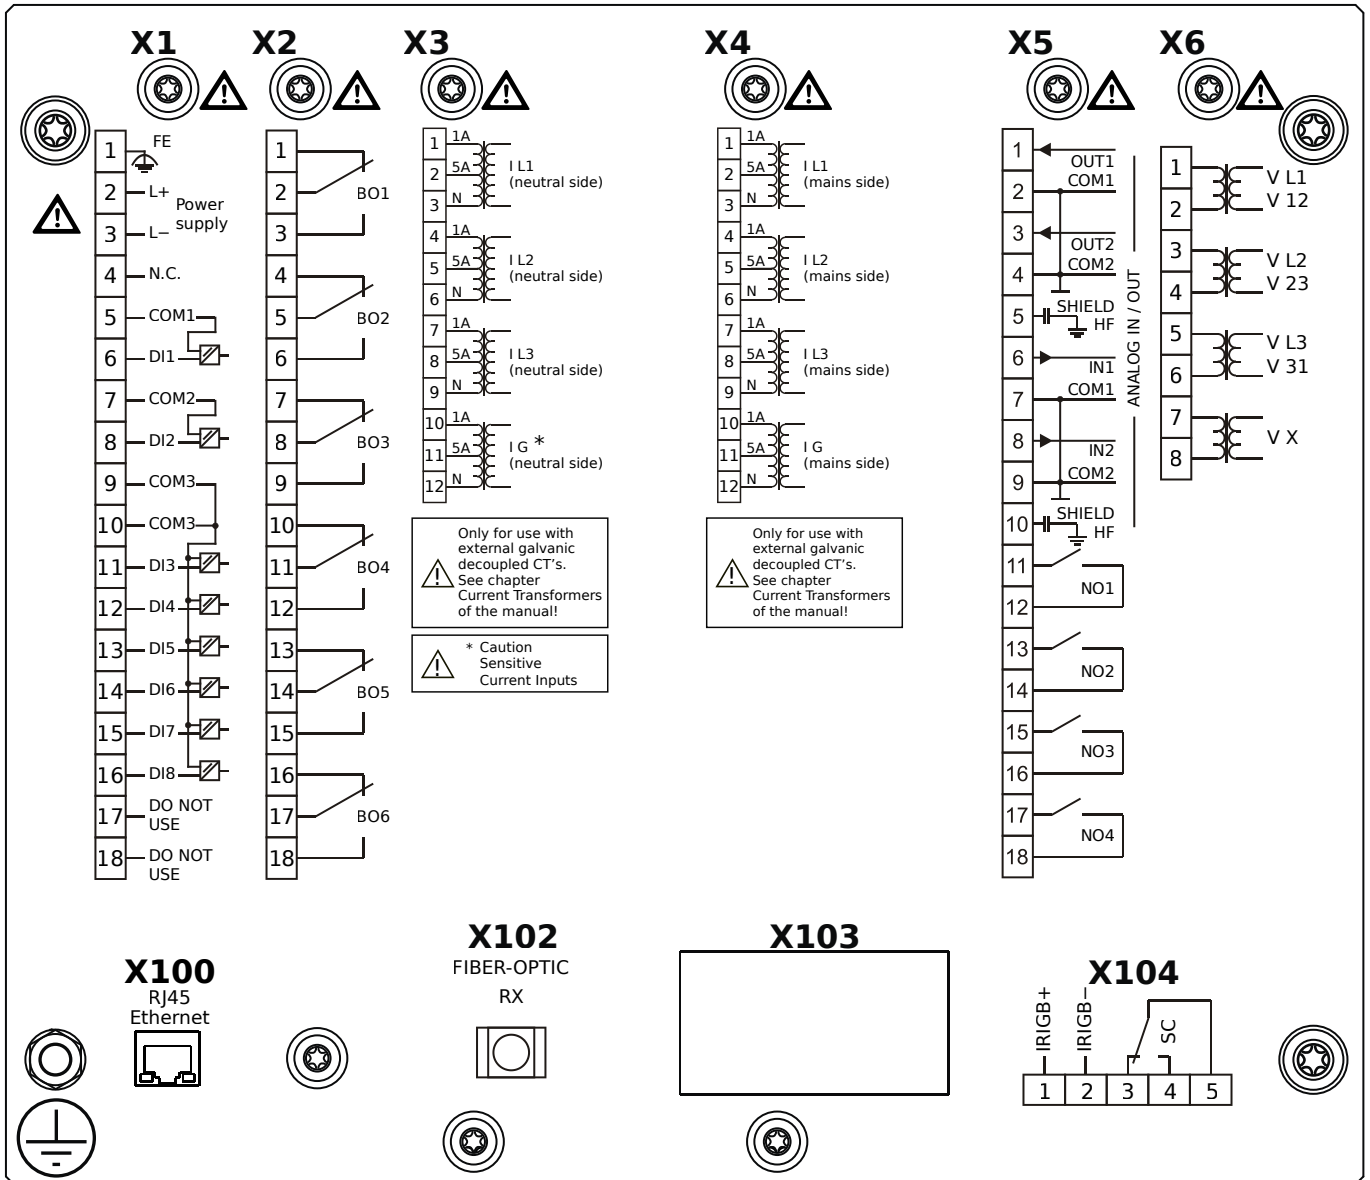 X1
1 FE
2 L+ Power
3 L− supply
4 N.C.
5 COM1
6 DI1
7 COM2
8 DI2
9 COM3
10 COM3
11 DI3
12 DI4
13 DI5
14 DI6
15 DI7
16 DI8
17 DO NOT
USE
18 DO NOT
USE
X2
1
2 BO1
3
4
5 BO2
6
7
8 BO3
9
10
11 BO4
12
13
14 BO5
15
16
17 BO6
18
X3
1 1A
2 5A I L1
(neutral side)
3 N
4 1A
5 5A I L2
(neutral side)
6 N
7 1A
8 5A I L3
(neutral side)
9 N
10 1A
11 5A I G *
(neutral side)
12 N
Only for use with
external galvanic
decoupled CT's.
See chapter
Current Transformers
of the manual!
* Caution
Sensitive
Current Inputs
X4
1 1A
2 5A I L1
(mains side)
3 N
4 1A
5 5A I L2
(mains side)
6 N
7 1A
8 5A I L3
(mains side)
9 N
10 1A
11 5A I G
(mains side)
12 N
Only for use with
external galvanic
decoupled CT's.
See chapter
Current Transformers
of the manual!
X5
1 OUT1
2 COM1
3 OUT2
4 COM2
5 SHIELD
HF
6 IN1
7 COM1
8 IN2
9 COM2
10 SHIELD
HF
ANALOG IN / OUT
11
NO1
12
13
NO2
14
15
NO3
16
17
NO4
18
X6
1 V L1
2 V 12
3 V L2
4 V 23
5 V L3
6 V 31
7
V X
8
X100
RJ45
Ethernet
X102
FIBER-OPTIC
RX
X103
X104
IRIGB+
IRIGB−
SC
1 2 3 4 5